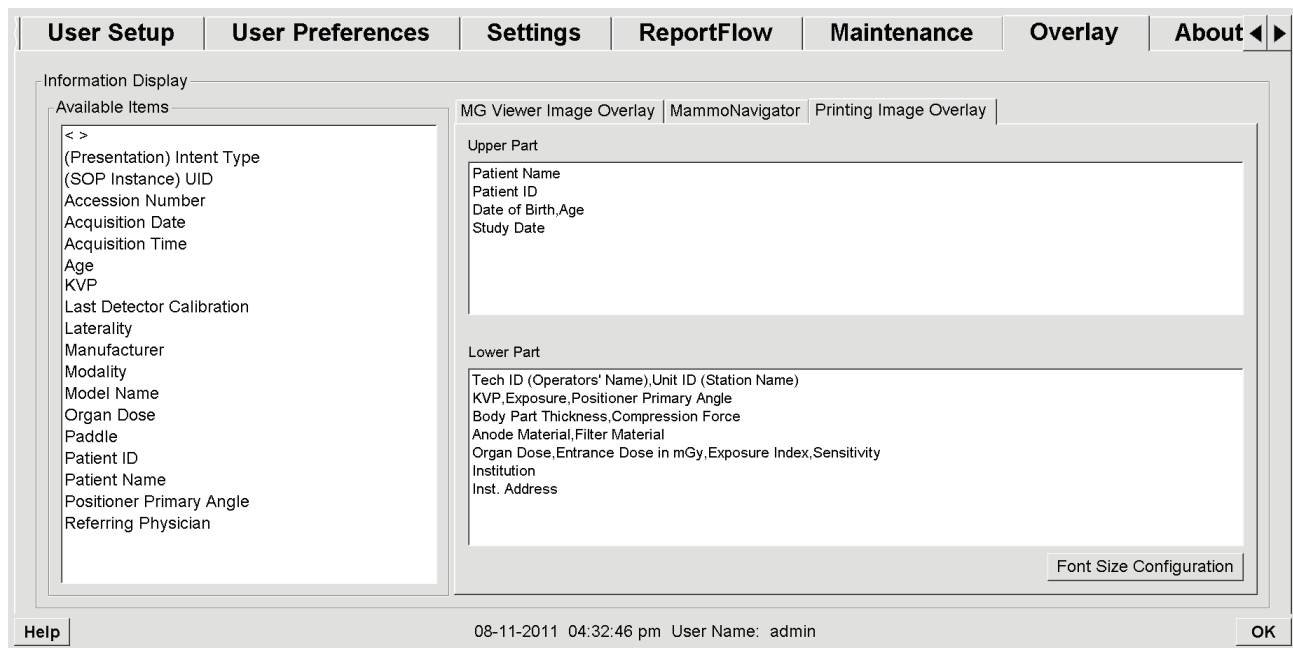 User Setup User Preferences Settings ReportFlow Maintenance Overlay About
Information Display
Available Items
< >
(Presentation) Intent Type
(SOP Instance) UID
Accession Number
Acquisition Date
Acquisition Time
Age
KVP
Last Detector Calibration
Laterality
Manufacturer
Modality
Model Name
Organ Dose
Paddle
Patient ID
Patient Name
Positioner Primary Angle
Referring Physician
MG Viewer Image Overlay MammoNavigator Printing Image Overlay
Upper Part
Patient Name
Patient ID
Date of Birth,Age
Study Date
Lower Part
Tech ID (Operators' Name),Unit ID (Station Name)
KVP,Exposure,Positioner Primary Angle
Body Part Thickness,Compression Force
Anode Material,Filter Material
Organ Dose,Entrance Dose in mGy,Exposure Index,Sensitivity
Institution
Inst. Address
Font Size Configuration
Help 08-11-2011 04:32:46 pm User Name: admin OK